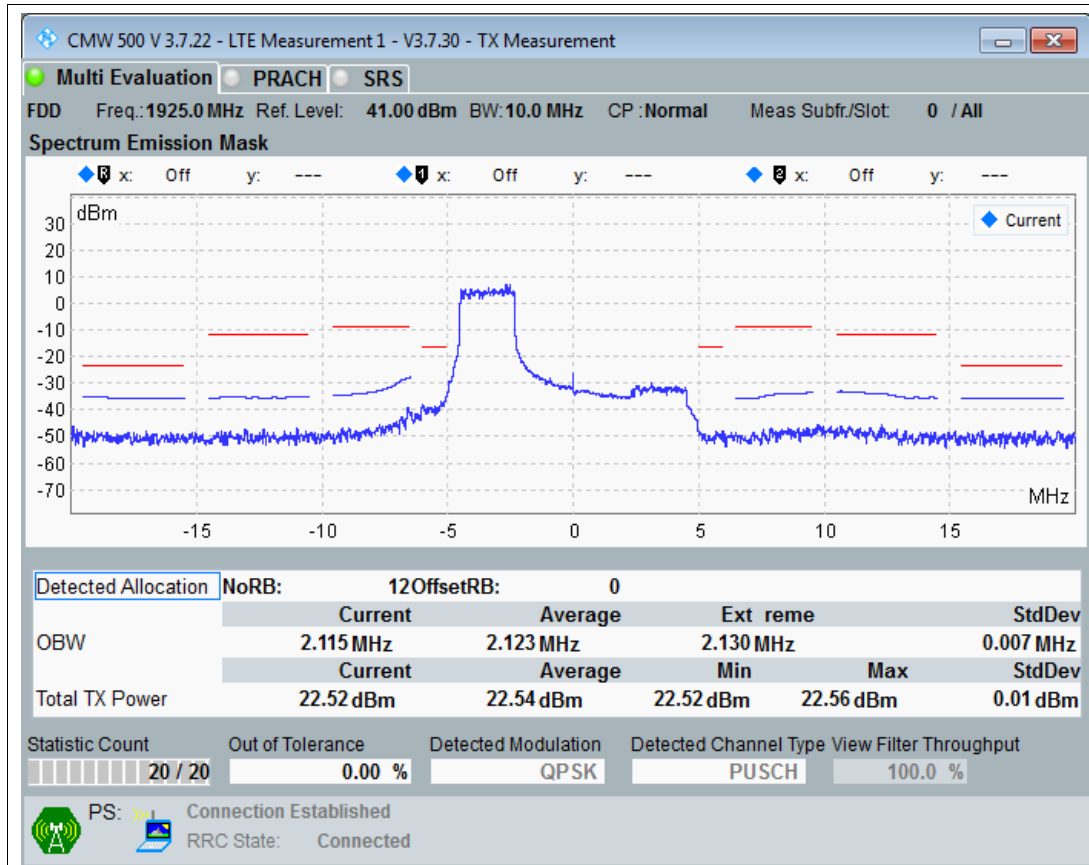 CMW 500 V 3.7.22 - LTE Measurement 1 - V3.7.30 - TX Measurement
Multi Evaluation PRACH SRS
FDD Freq.: 1925.0 MHz Ref. Level: 41.00 dBm BW: 10.0 MHz CP : Normal Meas Subfr./Slot: 0 / All
Spectrum Emission Mask
R x: Off y: --- 1 x: Off y: --- 2 x: Off y: ---
dBm
Current
30
20
10
0
-10
-20
-30
-40
-50
-60
-70
MHz
-15 -10 -5 0 5 10 15
Detected Allocation NoRB: 12 OffsetRB: 0
Current Average Ext reme StdDev
OBW 2.115 MHz 2.123 MHz 2.130 MHz 0.007 MHz
Current Average Min Max StdDev
Total TX Power 22.52 dBm 22.54 dBm 22.52 dBm 22.56 dBm 0.01 dBm
Statistic Count Out of Tolerance Detected Modulation Detected Channel Type View Filter Throughput
20 / 20 0.00 % QPSK PUSCH 100.0 %
PS: Connection Established
RRC State: Connected